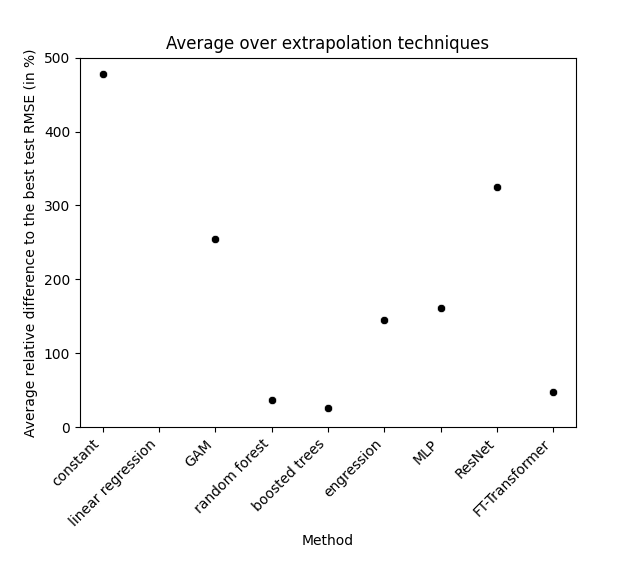 Average over extrapolation techniques
Average relative difference to the best test RMSE (in %)
500
400
300
200
100
0
constant
linear regression
GAM
random forest
boosted trees
engression
MLP
ResNet
FT-Transformer
Method